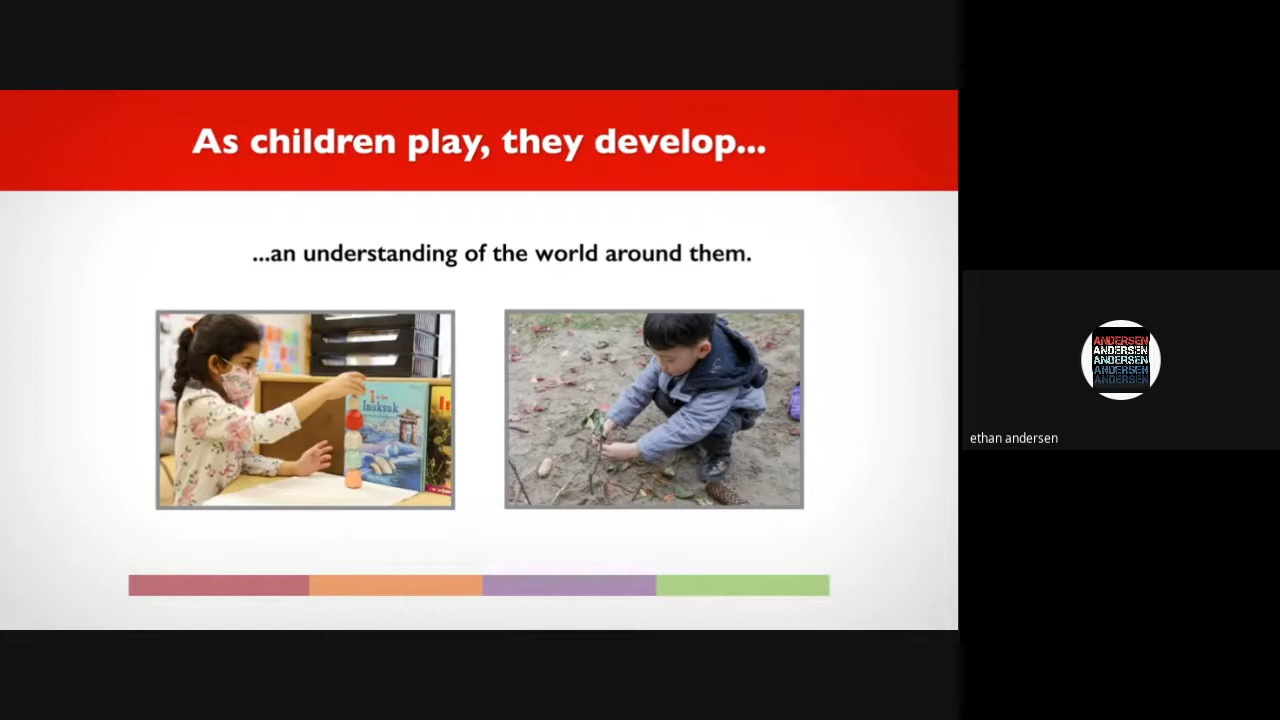 As children play, they develop...
...an understanding of the world around them.
I
Inuksuk
ANDERSEN
ANDERSEN
ANDERSEN
ANDERSEN
ANDERSEN
ethan andersen